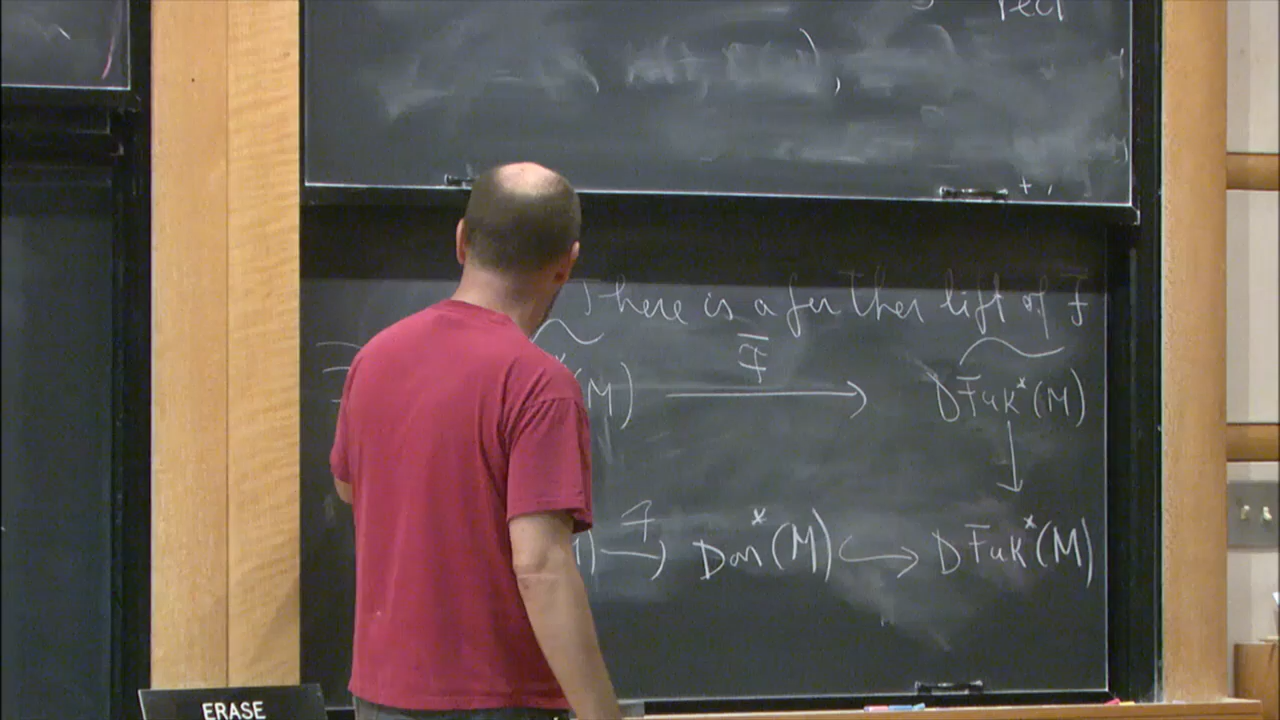 There is a further lift of F
F̄
(M) ⟶ DFuk*(M)
↓
F
) ⟶ Don*(M) ↪ DFuk*(M)
ERASE